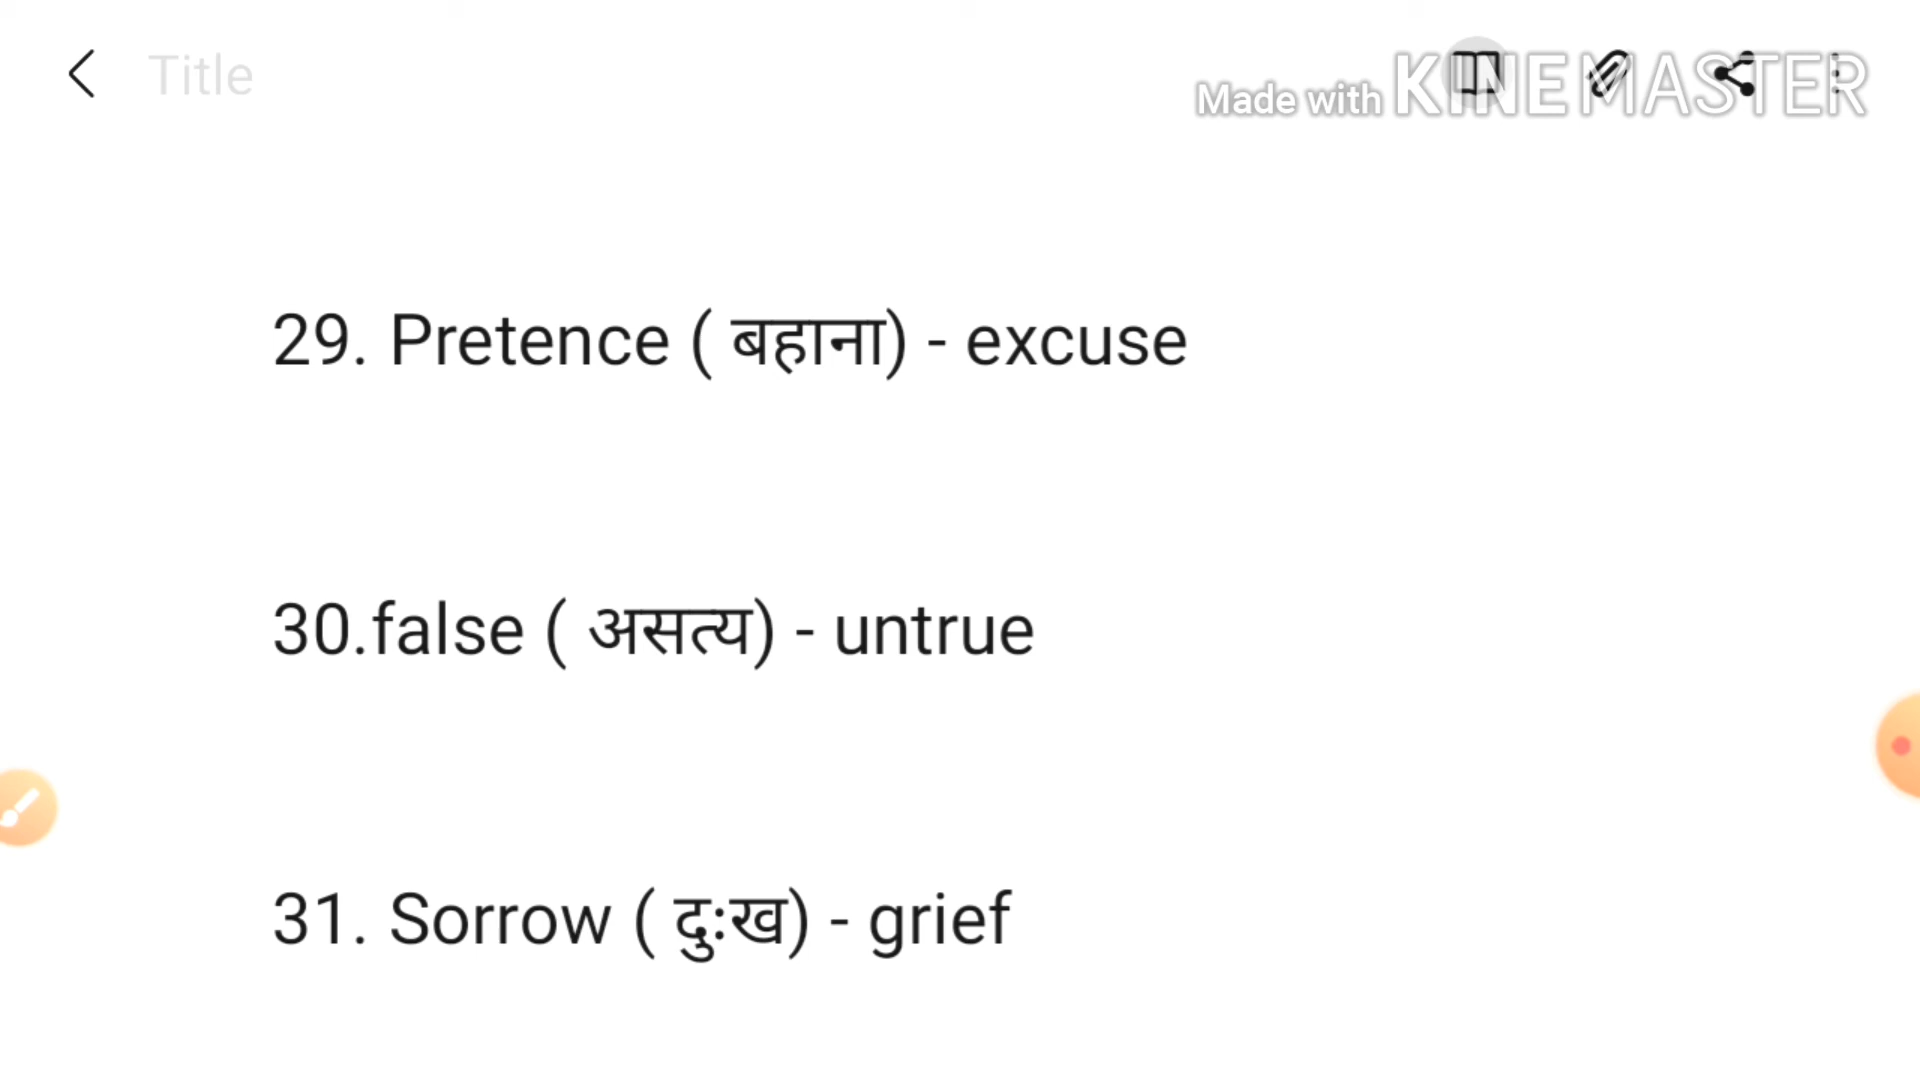 Title
Made with KINEMASTER
29. Pretence ( बहाना) - excuse
30.false ( असत्य) - untrue
31. Sorrow ( दुःख) - grief